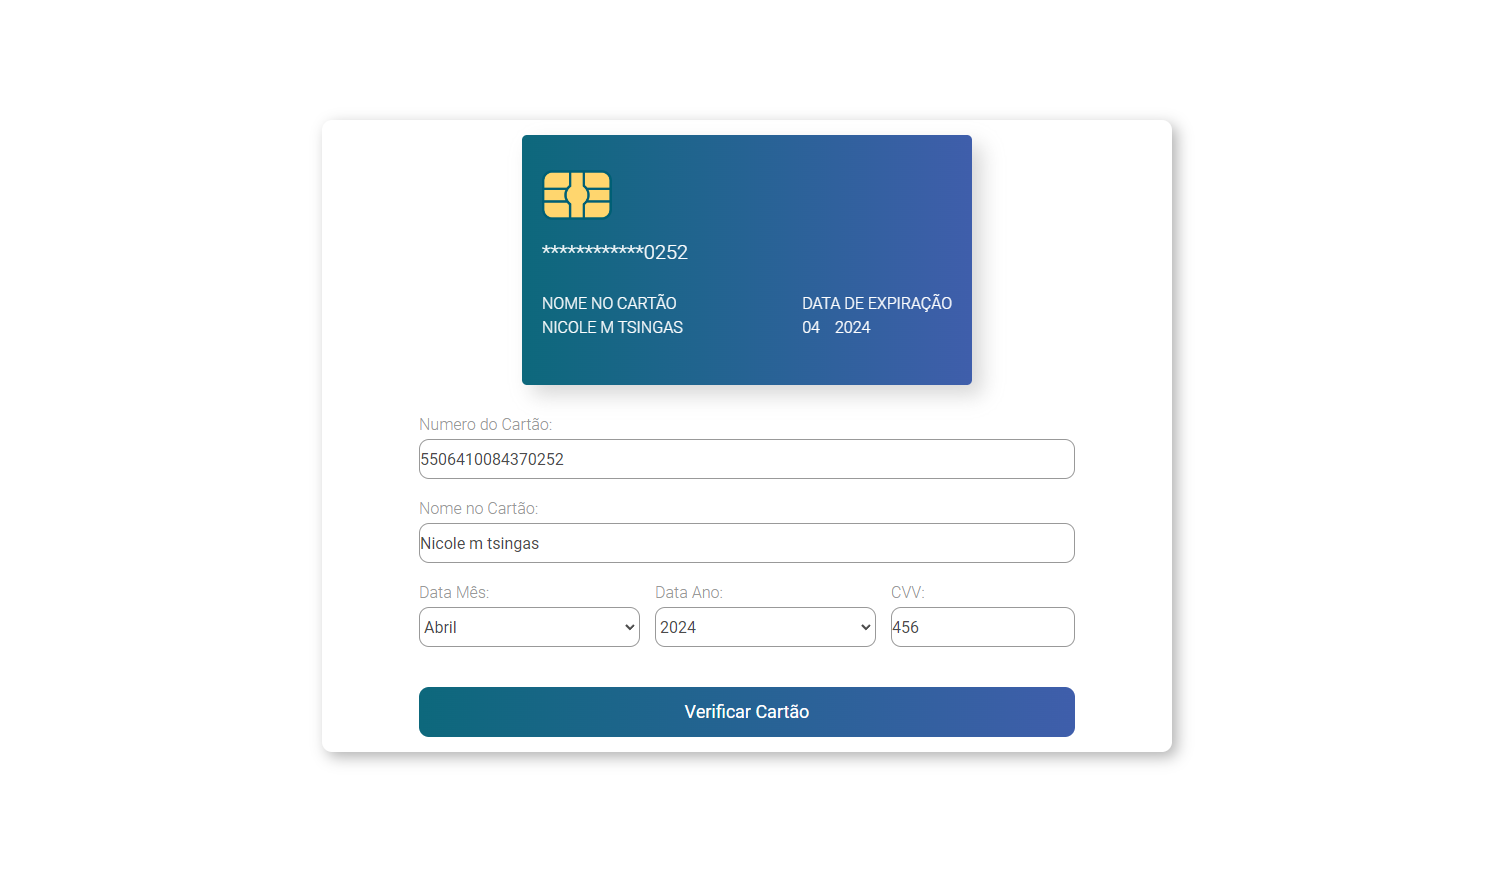 ************0252
NOME NO CARTÃO DATA DE EXPIRAÇÃO
NICOLE M TSINGAS 04 2024
Numero do Cartão:
5506410084370252
Nome no Cartão:
Nicole m tsingas
Data Mês: Data Ano: CVV:
Abril 2024 456
Verificar Cartão